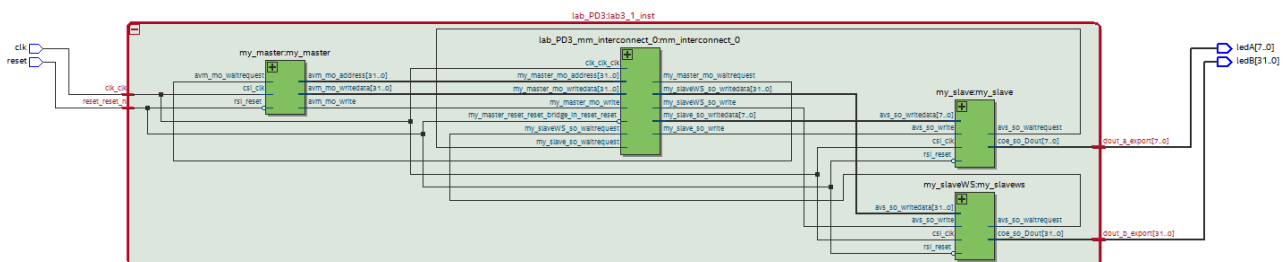 lab_PD3:lab3_1_inst
clk
reset
clk_clk
reset_reset_n
my_master:my_master
avm_mo_waitrequest
csi_clk
rsi_reset
avm_mo_address[31..0]
avm_mo_writedata[31..0]
avm_mo_write
lab_PD3_mm_interconnect_0:mm_interconnect_0
clk_clk_clk
my_master_mo_address[31..0]
my_master_mo_writedata[31..0]
my_master_mo_write
my_master_reset_reset_bridge_in_reset_reset
my_slaveWS_so_waitrequest
my_slave_so_waitrequest
my_master_mo_waitrequest
my_slaveWS_so_writedata[31..0]
my_slaveWS_so_write
my_slave_so_writedata[7..0]
my_slave_so_write
my_slave:my_slave
avs_so_writedata[7..0]
avs_so_write
csi_clk
rsi_reset
avs_so_waitrequest
coe_so_Dout[7..0]
my_slaveWS:my_slavews
avs_so_writedata[31..0]
avs_so_write
csi_clk
rsi_reset
avs_so_waitrequest
coe_so_Dout[31..0]
dout_a_export[7..0]
dout_b_export[31..0]
ledA[7..0]
ledB[31..0]